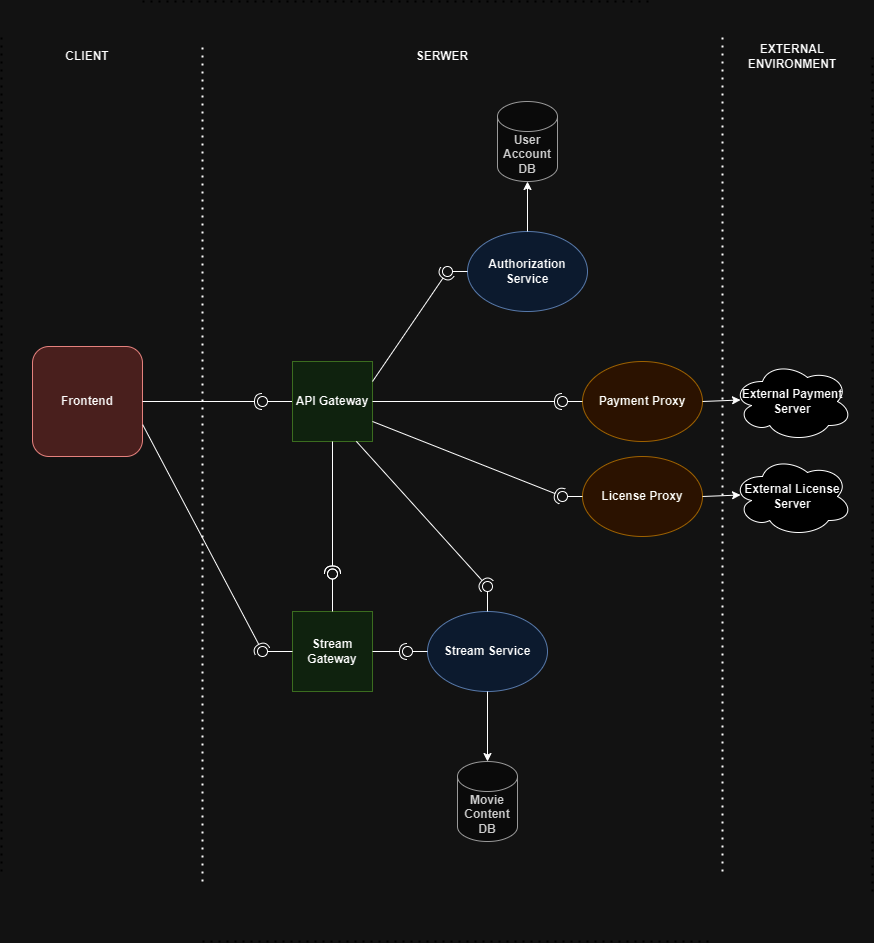 CLIENT
SERWER
EXTERNAL
ENVIRONMENT
User
Account
DB
Authorization
Service
Frontend
API Gateway
Payment Proxy
External Payment
Server
License Proxy
External License
Server
Stream
Gateway
Stream Service
Movie
Content
DB